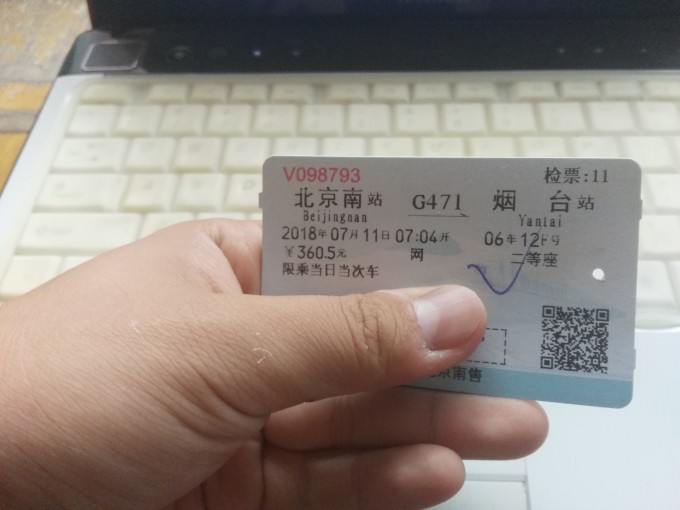 V098793 检票:11
北京南站 G471 烟台站
Beijingnan Yantai
2018年07月11日07:04开 06车12F号
￥360.5元 网 二等座
限乘当日当次车
京南售